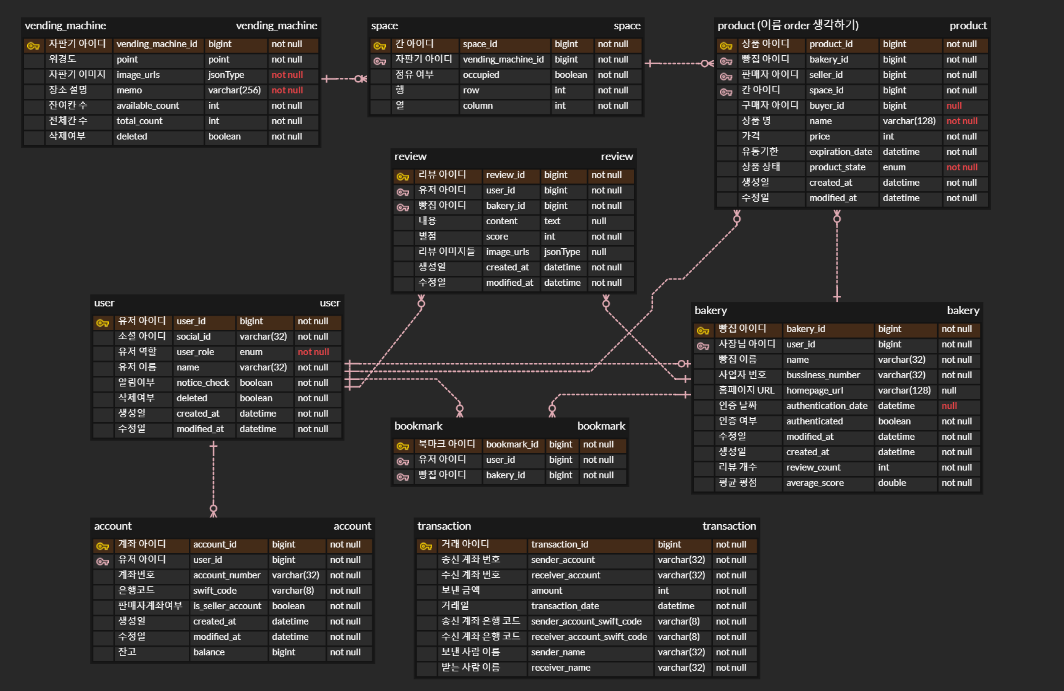 vending_machine vending_machine
자판기 아이디 vending_machine_id bigint not null
위경도 point point not null
자판기 이미지 image_urls jsonType not null
장소 설명 memo varchar(256) not null
잔여칸 수 available_count int not null
전체칸 수 total_count int not null
삭제여부 deleted boolean not null
space space
칸 아이디 space_id bigint not null
자판기 아이디 vending_machine_id bigint not null
점유 여부 occupied boolean not null
행 row int not null
열 column int not null
product (이름 order 생각하기) product
상품 아이디 product_id bigint not null
빵집 아이디 bakery_id bigint not null
판매자 아이디 seller_id bigint not null
칸 아이디 space_id bigint not null
구매자 아이디 buyer_id bigint null
상품 명 name varchar(128) not null
가격 price int not null
유통기한 expiration_date datetime not null
상품 상태 product_state enum not null
생성일 created_at datetime not null
수정일 modified_at datetime not null
review review
리뷰 아이디 review_id bigint not null
유저 아이디 user_id bigint not null
빵집 아이디 bakery_id bigint not null
내용 content text null
별점 score int not null
리뷰 이미지들 image_urls jsonType null
생성일 created_at datetime not null
수정일 modified_at datetime not null
user user
유저 아이디 user_id bigint not null
소셜 아이디 social_id varchar(32) not null
유저 역할 user_role enum not null
유저 이름 name varchar(32) not null
알림여부 notice_check boolean not null
삭제여부 deleted boolean not null
생성일 created_at datetime not null
수정일 modified_at datetime not null
bakery bakery
빵집 아이디 bakery_id bigint not null
사장님 아이디 user_id bigint not null
빵집 이름 name varchar(32) not null
사업자 번호 bussiness_number varchar(32) not null
홈페이지 URL homepage_url varchar(128) null
인증 날짜 authentication_date datetime null
인증 여부 authenticated boolean not null
수정일 modified_at datetime not null
생성일 created_at datetime not null
리뷰 개수 review_count int not null
평균 평점 average_score double not null
bookmark bookmark
북마크 아이디 bookmark_id bigint not null
유저 아이디 user_id bigint not null
빵집 아이디 bakery_id bigint not null
account account
계좌 아이디 account_id bigint not null
유저 아이디 user_id bigint not null
계좌번호 account_number varchar(32) not null
은행코드 swift_code varchar(8) not null
판매자계좌여부 is_seller_account boolean not null
생성일 created_at datetime not null
수정일 modified_at datetime not null
잔고 balance bigint not null
transaction transaction
거래 아이디 transaction_id bigint not null
송신 계좌 번호 sender_account varchar(32) not null
수신 계좌 번호 receiver_account varchar(32) not null
보낸 금액 amount int not null
거래일 transaction_date datetime not null
송신 계좌 은행 코드 sender_account_swift_code varchar(8) not null
수신 계좌 은행 코드 receiver_account_swift_code varchar(8) not null
보낸 사람 이름 sender_name varchar(32) not null
받는 사람 이름 receiver_name varchar(32) not null